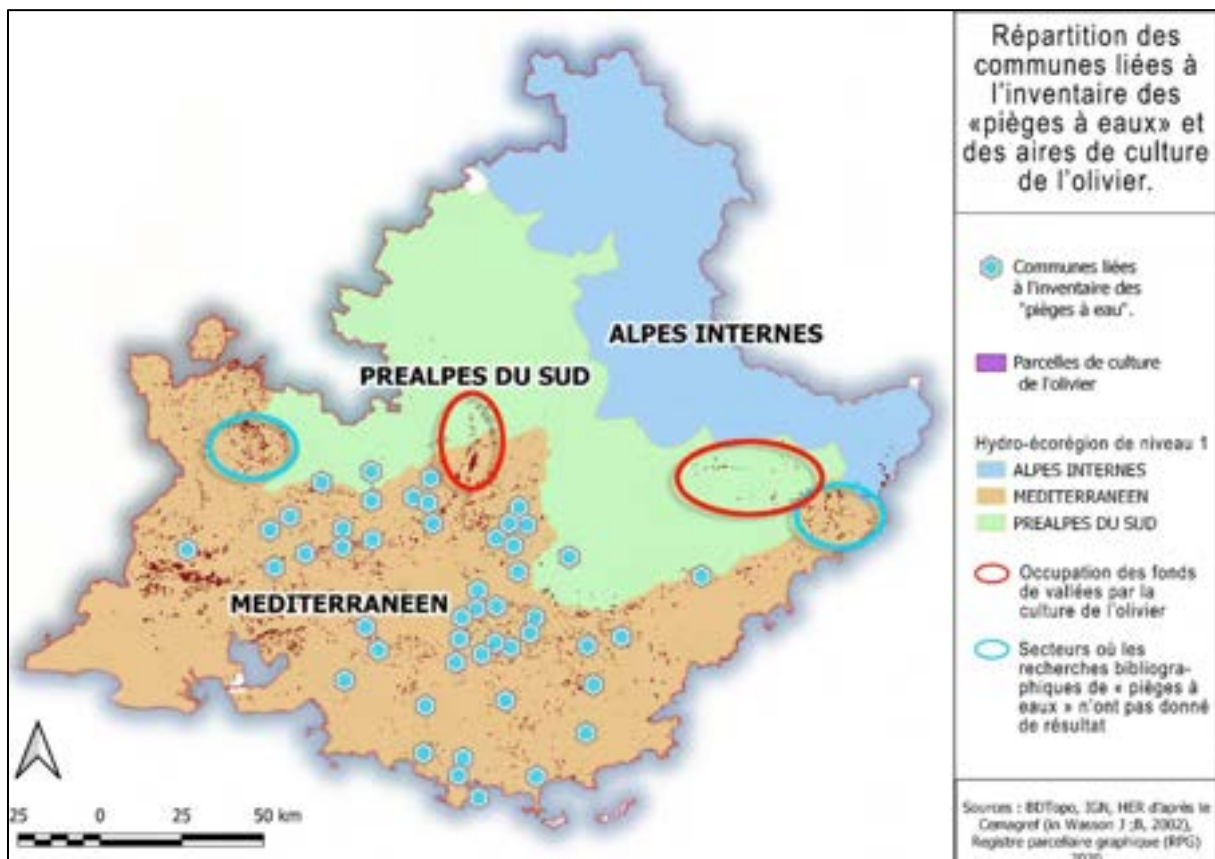 Répartition des
communes liées à
l'inventaire des
«pièges à eaux» et
des aires de culture
de l'olivier.
Communes liées
à l'inventaire des
"pièges à eau".
Parcelles de culture
de l'olivier
Hydro-écorégion de niveau 1
ALPES INTERNES
MEDITERRANEEN
PREALPES DU SUD
Occupation des fonds
de vallées par la
culture de l'olivier
Secteurs où les
recherches bibliogra-
phiques de « pièges à
eaux » n'ont pas donné
de résultat
Sources : BDTopo, IGN, HER d'après le
Cemagref (in Wasson J ;B, 2002),
Registre parcellaire graphique (RPG)
2020
ALPES INTERNES
PREALPES DU SUD
MEDITERRANEEN
25 0 25 50 km